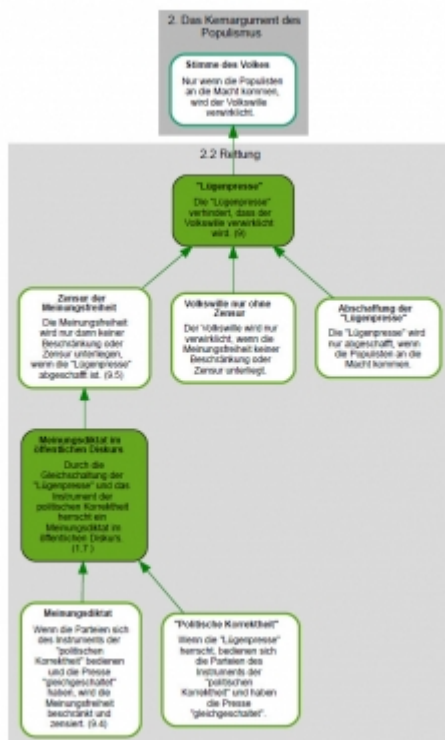 2. Das Kernargument des
Populismus
Stimme des Volkes
Nur wenn die Populisten
an die Macht kommen,
wird der Volkswille
verwirklicht.
2.2 Rettung
"Lügenpresse"
Die "Lügenpresse"
verhindert, dass der
Volkswille verwirklicht
wird. (9)
Zensur der
Meinungsfreiheit
Die Meinungsfreiheit
wird nur dann keiner
Beschränkung oder
Zensur unterliegen,
wenn die "Lügenpresse"
abgeschafft ist. (9.5)
Volkswille nur ohne
Zensur
Der Volkswille wird nur
verwirklicht, wenn die
Meinungsfreiheit keiner
Beschränkung oder
Zensur unterliegt.
Abschaffung der
"Lügenpresse"
Die "Lügenpresse" wird
nur abgeschafft, wenn
die Populisten an die
Macht kommen.
Meinungsdiktat im
öffentlichen Diskurs
Durch die
Gleichschaltung der
"Lügenpresse" und das
Instrument der
politischen Korrektheit
herrscht ein
Meinungsdiktat im
öffentlichen Diskurs.
(1,7 )
Meinungsdiktat
Wenn die Parteien sich
des Instruments der
"politischen
Korrektheit" bedienen
und die Presse
"gleichgeschaltet"
haben, wird die
Meinungsfreiheit
beschränkt und
zensiert. (9.4)
"Politische Korrektheit"
Wenn die "Lügenpresse"
herrscht, bedienen sich
die Parteien des
Instruments der
"politischen
Korrektheit" und haben
die Presse
"gleichgeschaltet".